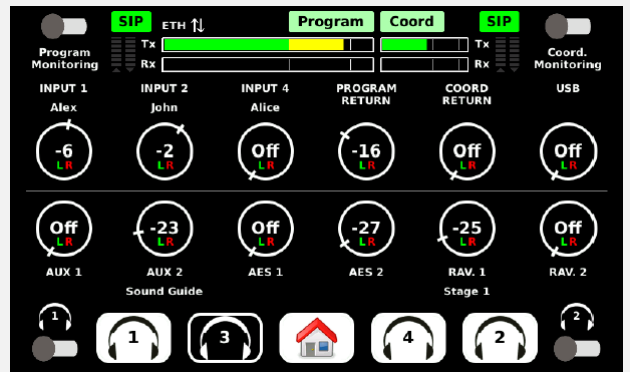 SIP ETH Program Coord SIP
Program
Monitoring
Tx Tx
Rx Rx
Coord.
Monitoring
INPUT 1 INPUT 2 INPUT 4 PROGRAM
RETURN COORD
RETURN USB
Alex John Alice
-6 -2 Off -16 Off Off
L R L R L R L R L R L R
Off -23 Off -27 -25 Off
L R L R L R L R L R L R
AUX 1 AUX 2 AES 1 AES 2 RAV. 1 RAV. 2
Sound Guide Stage 1
1 2
1 3 4 2